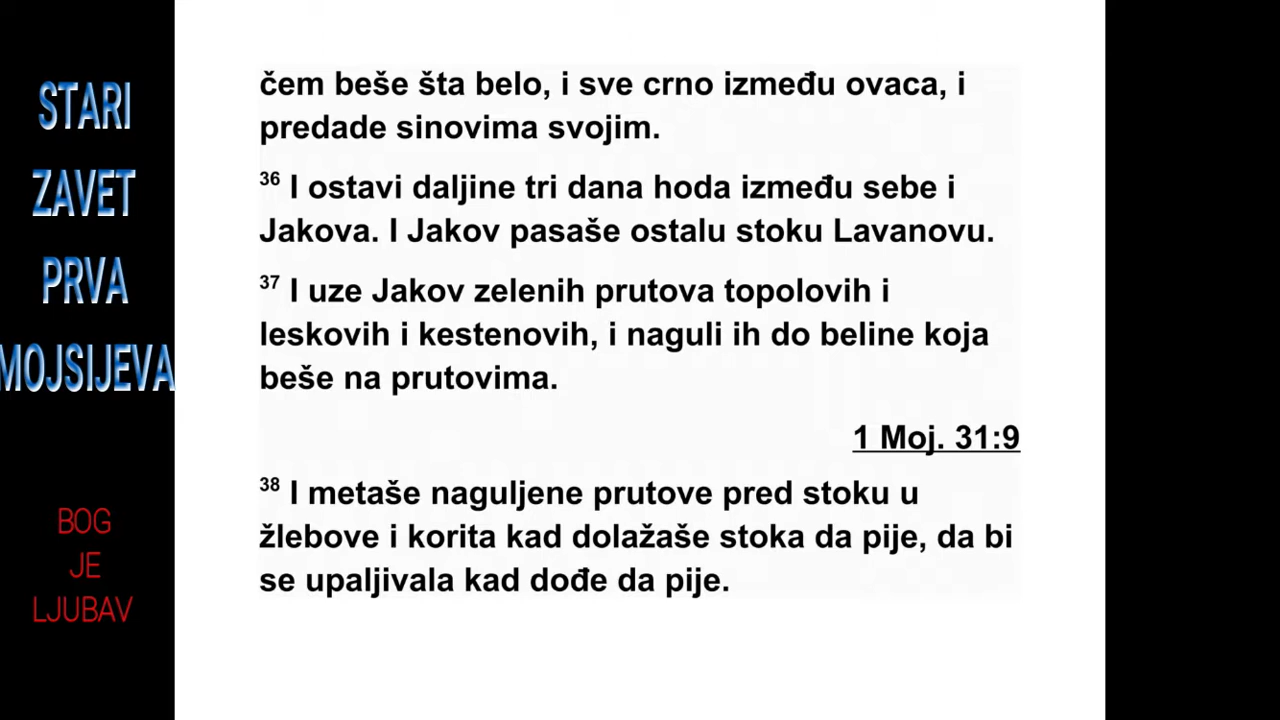 STARI
ZAVET
PRVA
MOJSIJEVA
BOG
JE
LJUBAV
čem beše šta belo, i sve crno između ovaca, i
predade sinovima svojim.
36 I ostavi daljine tri dana hoda između sebe i
Jakova. I Jakov pasaše ostalu stoku Lavanovu.
37 I uze Jakov zelenih prutova topolovih i
leskovih i kestenovih, i naguli ih do beline koja
beše na prutovima.
1 Moj. 31:9
38 I metaše naguljene prutove pred stoku u
žlebove i korita kad dolažaše stoka da pije, da bi
se upaljivala kad dođe da pije.